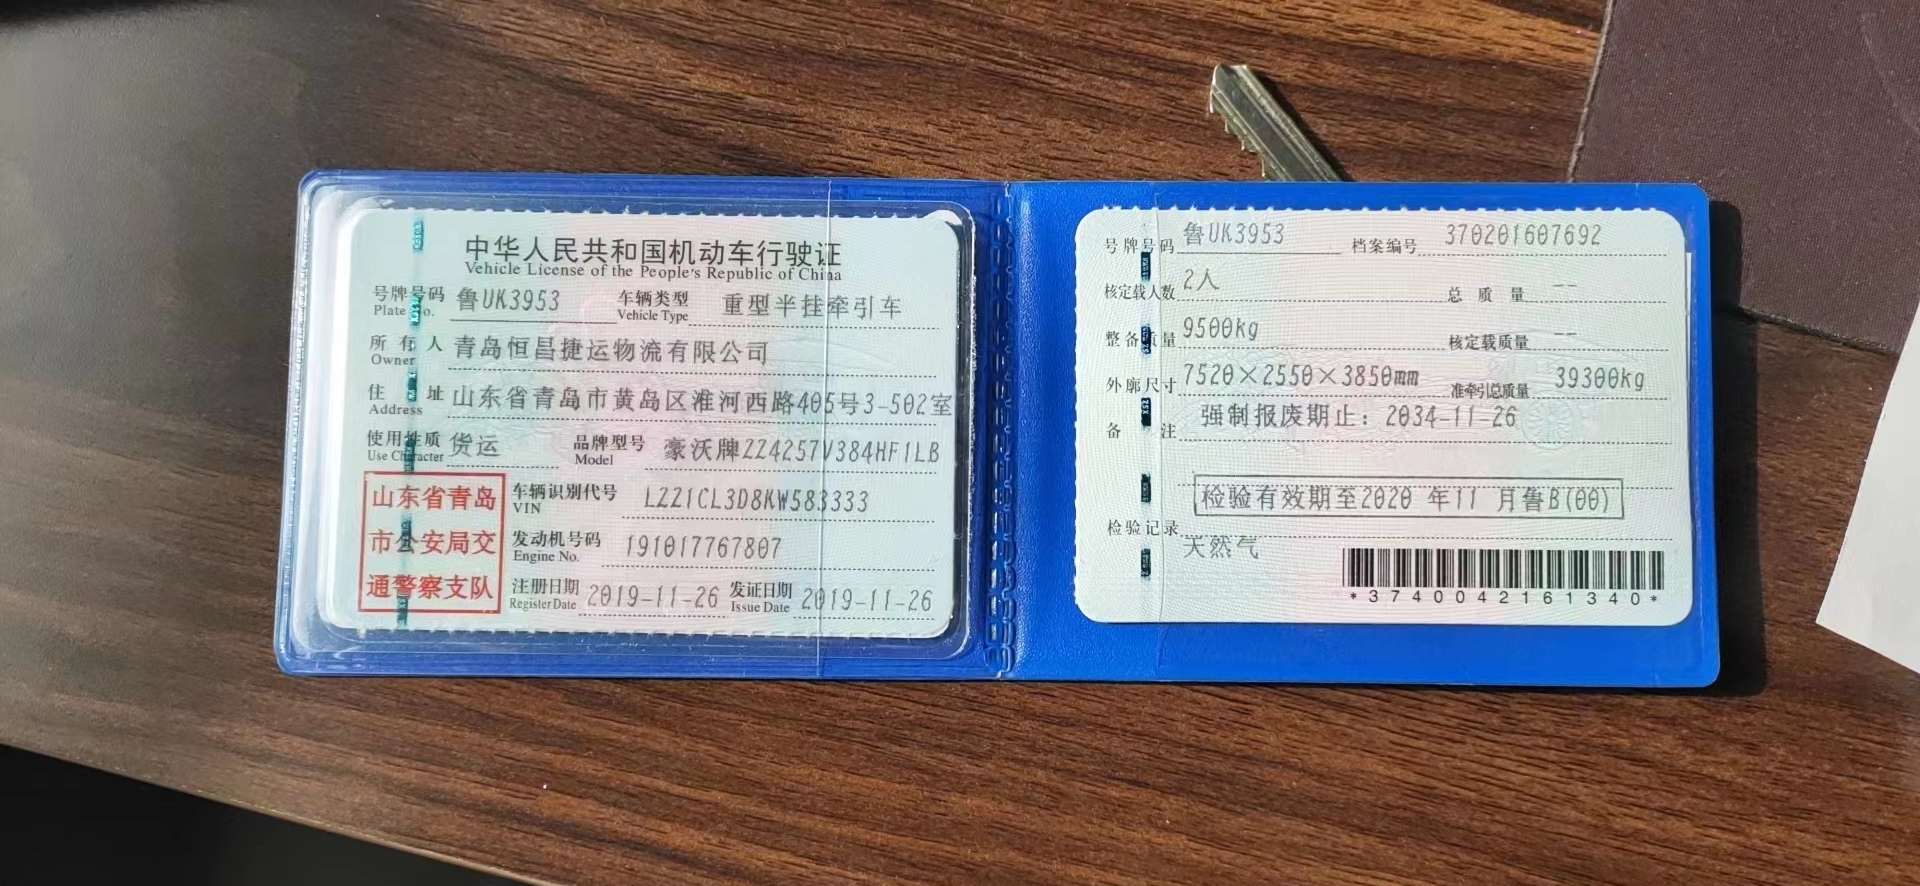 中华人民共和国机动车行驶证
Vehicle License of the People's Republic of China
号牌号码 Plate No. 鲁UK3953 车辆类型 Vehicle Type 重型半挂牵引车
所有人 Owner 青岛恒昌捷运物流有限公司
住址 Address 山东省青岛市黄岛区淮河西路405号3-502室
使用性质 Use Character 货运 品牌型号 Model 豪沃牌ZZ4257V384HF1LB
山东省青岛
市公安局交
通警察支队
车辆识别代号 VIN LZZ1CL3D8KW583333
发动机号码 Engine No. 191017767807
注册日期 Register Date 2019-11-26 发证日期 Issue Date 2019-11-26
号牌号码 鲁UK3953 档案编号 370201607692
核定载人数 2人 总质量 --
整备质量 9500kg 核定载质量 --
外廓尺寸 7520×2550×3850mm 准牵引总质量 39300kg
备注 强制报废期止：2034-11-26
检验有效期至2020 年11 月鲁B(00)
检验记录
天然气
*3740042161340*